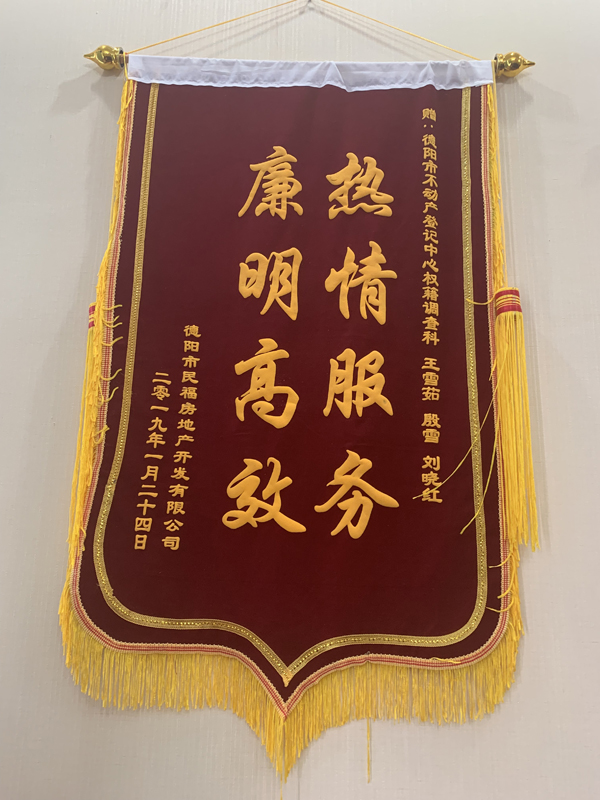 赠：德阳市不动产登记中心权籍调查科 王雪茹 殷雪 刘晓红
热情服务
廉明高效
德阳市民福房地产开发有限公司
二零一九年一月二十四日